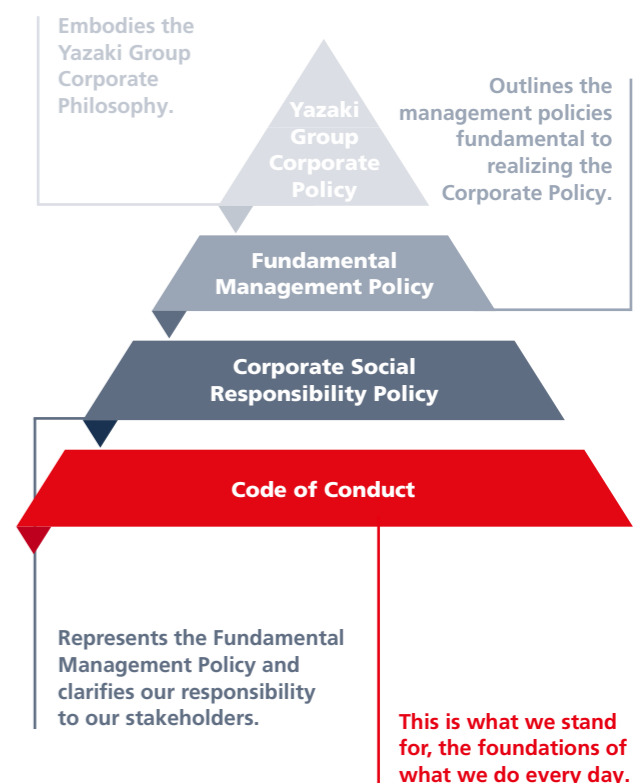 Embodies the
Yazaki Group
Corporate
Philosophy.
Yazaki
Group
Corporate
Policy
Outlines the
management policies
fundamental to
realizing the
Corporate Policy.
Fundamental
Management Policy
Corporate Social
Responsibility Policy
Code of Conduct
Represents the Fundamental
Management Policy and
clarifies our responsibility
to our stakeholders.
This is what we stand
for, the foundations of
what we do every day.